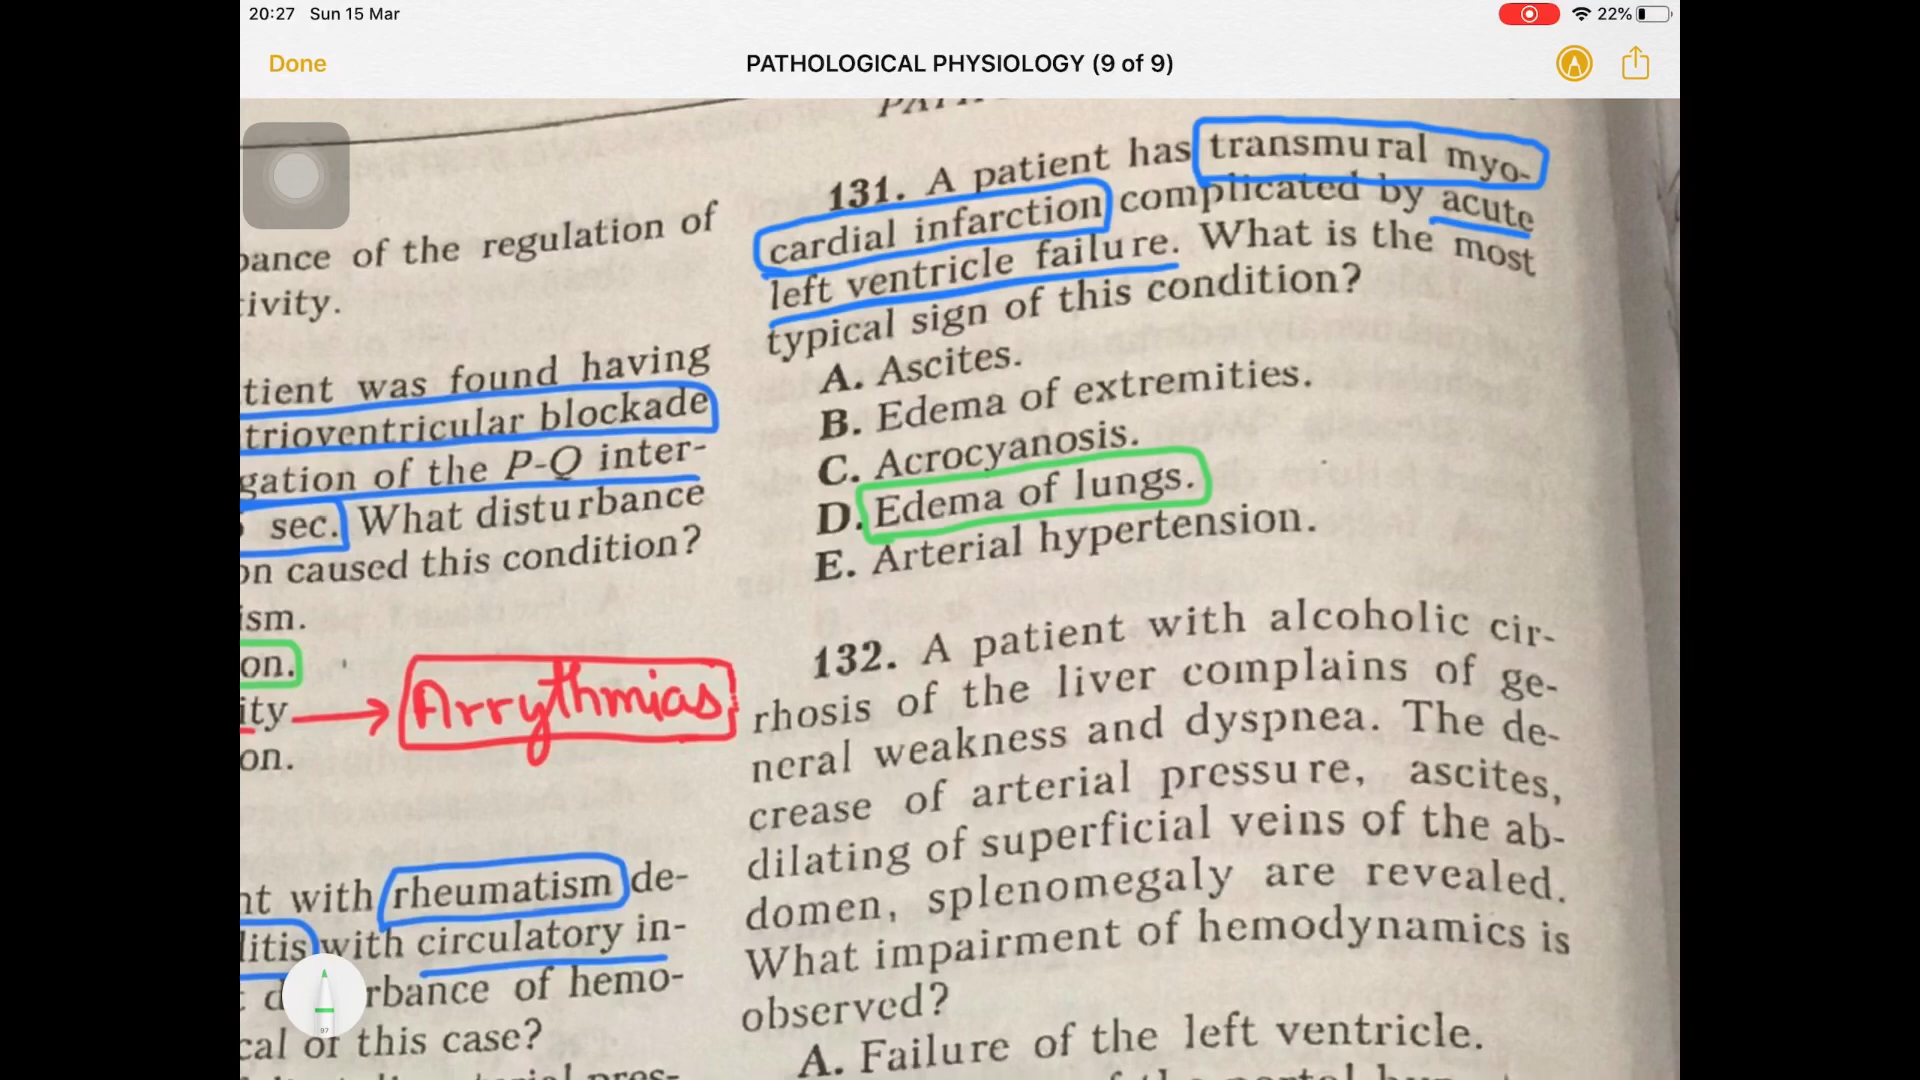 20:27 Sun 15 Mar
22%
Done
PATHOLOGICAL PHYSIOLOGY (9 of 9)
bance of the regulation of
ivity.
tient was found having
trioventricular blockade
gation of the P-Q inter-
sec. What disturbance
on caused this condition?
ism.
on.
ity → Arrythmias
on.
nt with rheumatism de-
litis with circulatory in-
rbance of hemo-
cal of this case?
131. A patient has transmural myo-
cardial infarction complicated by acute
left ventricle failure. What is the most
typical sign of this condition?
A. Ascites.
B. Edema of extremities.
C. Acrocyanosis.
D. Edema of lungs.
E. Arterial hypertension.
132. A patient with alcoholic cir-
rhosis of the liver complains of ge-
neral weakness and dyspnea. The de-
crease of arterial pressure, ascites,
dilating of superficial veins of the ab-
domen, splenomegaly are revealed.
What impairment of hemodynamics is
observed?
A. Failure of the left ventricle.
97